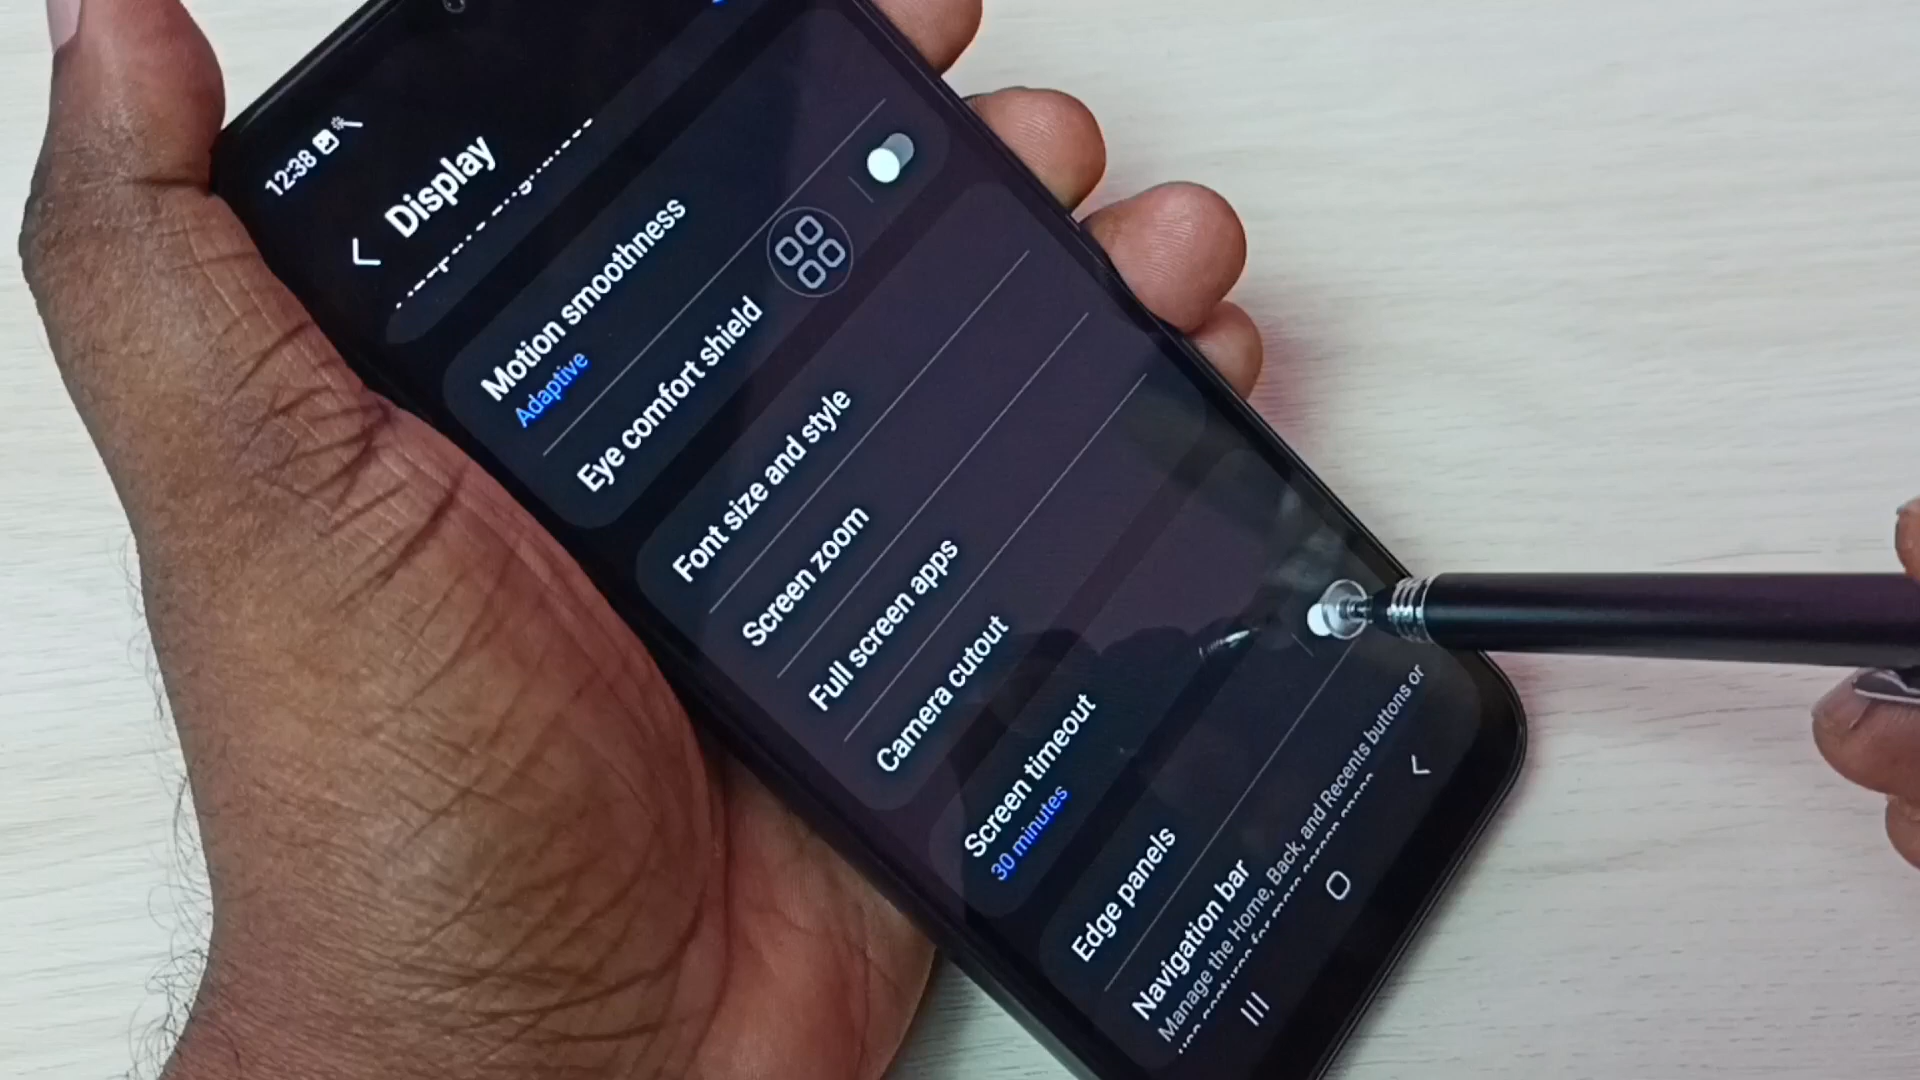 12:38
Display
Motion smoothness
Adaptive
Eye comfort shield
Font size and style
Screen zoom
Full screen apps
Camera cutout
Screen timeout
30 minutes
Edge panels
Navigation bar
Manage the Home, Back, and Recents buttons or